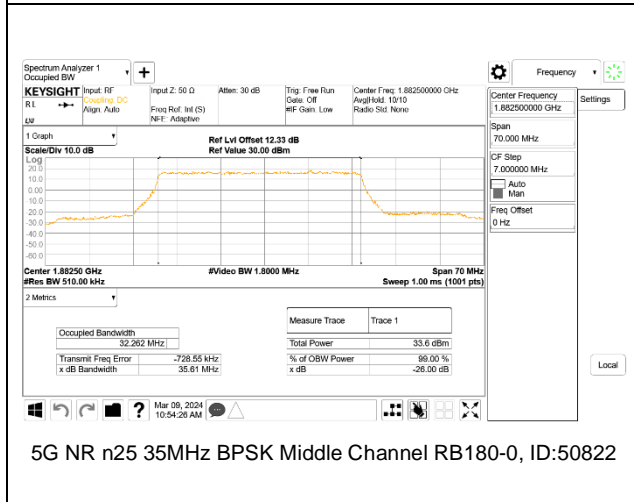 Spectrum Analyzer 1
Occupied BW
+
Frequency
KEYSIGHT Input: RF Input Z: 50 Ω Atten: 30 dB Trig: Free Run Center Freq: 1.882500000 GHz
RL Coupling: DC Gate: Off Avg|Hold: 10/10
Align: Auto Freq Ref: Int (S) #IF Gain: Low Radio Std: None
NFE: Adaptive
Center Frequency
1.882500000 GHz
Settings
Span
70.000 MHz
CF Step
7.000000 MHz
Auto
Man
Freq Offset
0 Hz
Local
1 Graph
Ref Lvl Offset 12.33 dB
Scale/Div 10.0 dB Ref Value 30.00 dBm
Log
20.0
10.0
0.00
-10.0
-20.0
-30.0
-40.0
-50.0
-60.0
Center 1.88250 GHz #Video BW 1.8000 MHz Span 70 MHz
#Res BW 510.00 kHz Sweep 1.00 ms (1001 pts)
2 Metrics
Measure Trace Trace 1
Occupied Bandwidth
32.262 MHz Total Power 33.6 dBm
Transmit Freq Error -728.55 kHz % of OBW Power 99.00 %
x dB Bandwidth 35.61 MHz x dB -26.00 dB
? Mar 09, 2024
10:54:26 AM
5G NR n25 35MHz BPSK Middle Channel RB180-0, ID:50822